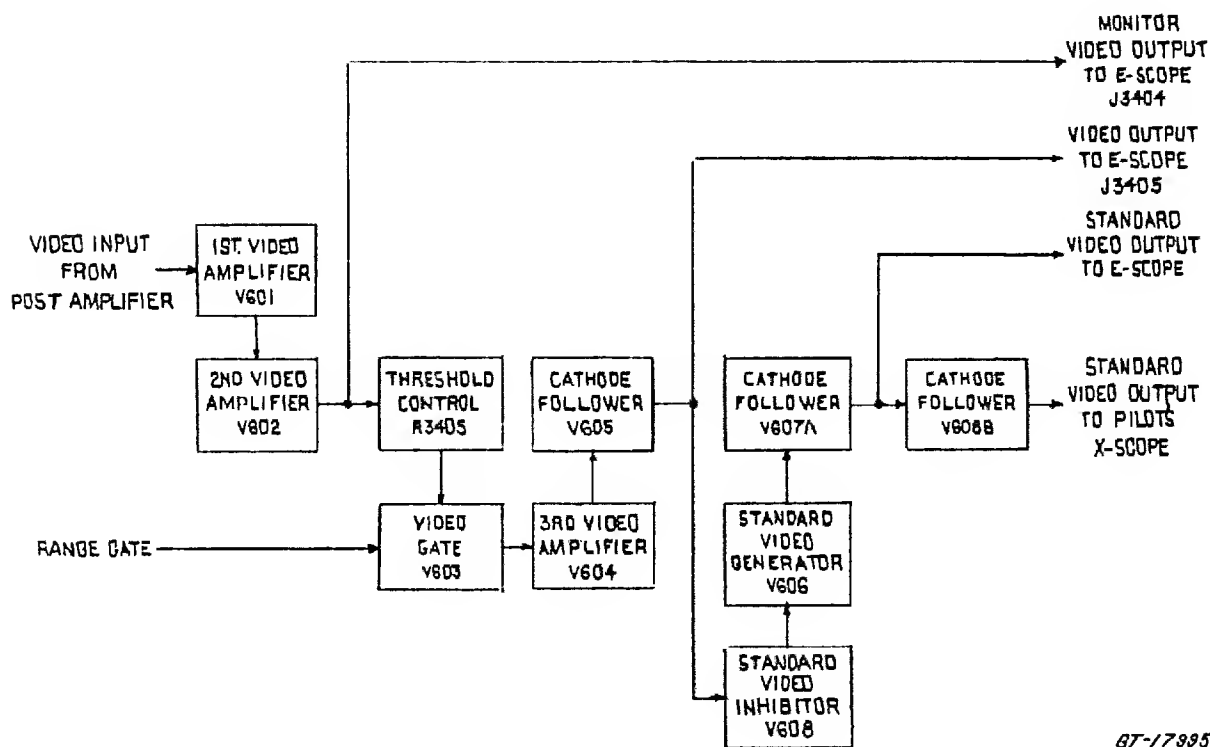 MONITOR
VIDEO OUTPUT
TO E-SCOPE
J3404
VIDEO OUTPUT
TO E-SCOPE
J3405
STANDARD
VIDEO OUTPUT
TO E-SCOPE
VIDEO INPUT
FROM
POST AMPLIFIER
1ST. VIDEO
AMPLIFIER
V601
2ND VIDEO
AMPLIFIER
V602
THRESHOLD
CONTROL
R3405
CATHODE
FOLLOWER
V605
CATHODE
FOLLOWER
V607A
CATHODE
FOLLOWER
V608B
STANDARD
VIDEO OUTPUT
TO PILOTS
X-SCOPE
RANGE GATE
VIDEO
GATE
V603
3RD VIDEO
AMPLIFIER
V604
STANDARD
VIDEO
GENERATOR
V606
STANDARD
VIDEO
INHIBITOR
V608
GT-17995